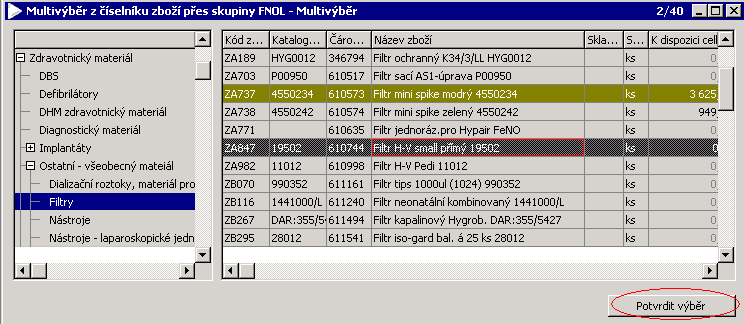 Multivýběr z číselníku zboží přes skupiny FNOL - Multivýběr 2/40
Zdravotnický materiál
DBS
Defibrilátory
DHM zdravotnický materiál
Diagnostický materiál
Implantáty
Ostatní - všeobecný mateiál
Dializační roztoky, materiál pro
Filtry
Nástroje
Nástroje - laparoskopické jedn
Kód z... Katalog... Čáro... Název zboží Skla... S... K dispozici cell
ZA189 HYG0012 346794 Filtr ochranný K34/3/LL HYG0012 ks 0
ZA703 P00950 610517 Filtr sací AS1-úprava P00950 ks 0
ZA737 4550234 610573 Filtr mini spike modrý 4550234 ks 3 625
ZA738 4550242 610574 Filtr mini spike zelený 4550242 ks 949
ZA771 610635 Filtr jednoráz.pro Hypair FeNO ks 0
ZA847 19502 610744 Filtr H-V small přímý 19502 ks 0
ZA982 11012 610998 Filtr H-V Pedi 11012 ks 0
ZB070 990352 611161 Filtr tips 1000ul (1024) 990352 ks 0
ZB116 1441000/L 611240 Filtr neonatální kombinovaný 1441000/L ks 0
ZB267 DAR:355/5 611494 Filtr kapalinový Hygrob. DAR:355/5427 ks 0
ZB295 28012 611541 Filtr iso-gard bal. á 25 ks 28012 ks 0
Potvrdit výběr